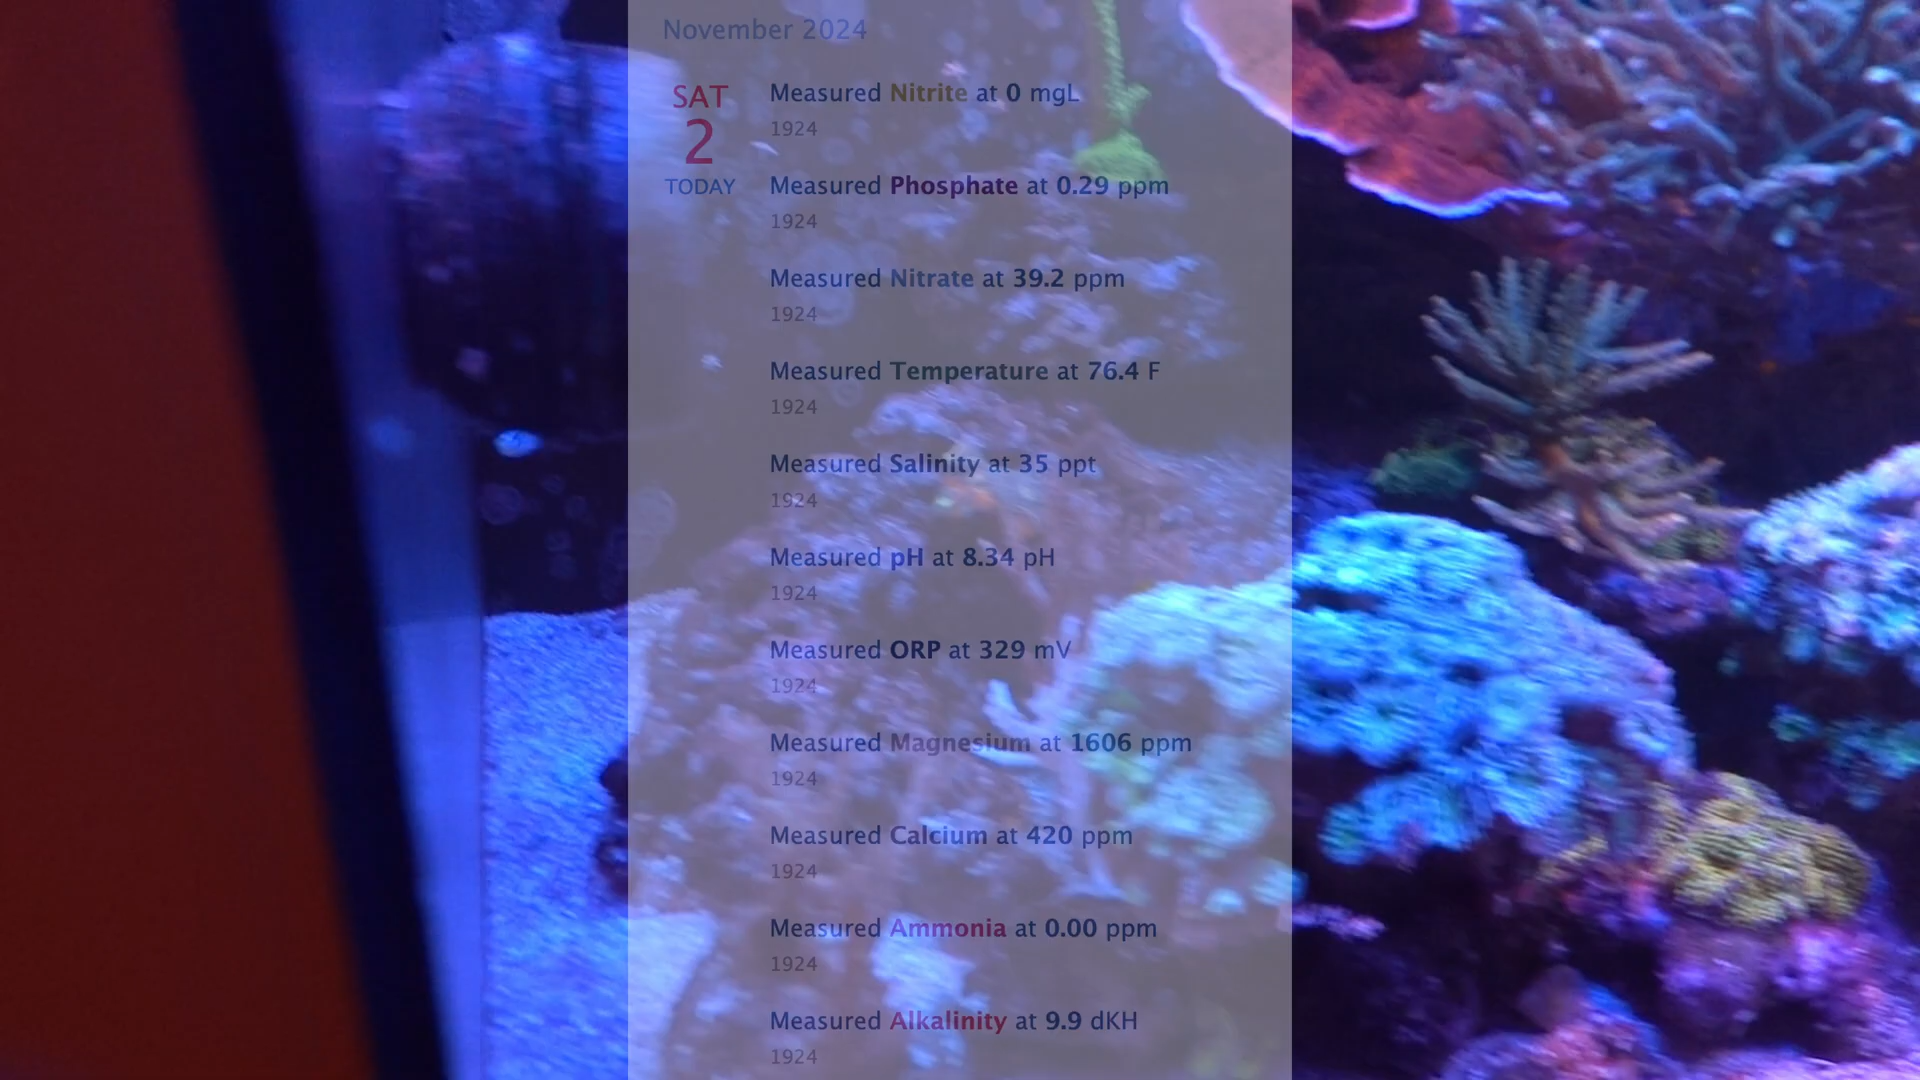 November 2024
SAT
2
TODAY
Measured Nitrite at 0 mgL
1924
Measured Phosphate at 0.29 ppm
1924
Measured Nitrate at 39.2 ppm
1924
Measured Temperature at 76.4 F
1924
Measured Salinity at 35 ppt
1924
Measured pH at 8.34 pH
1924
Measured ORP at 329 mV
1924
Measured Magnesium at 1606 ppm
1924
Measured Calcium at 420 ppm
1924
Measured Ammonia at 0.00 ppm
1924
Measured Alkalinity at 9.9 dKH
1924